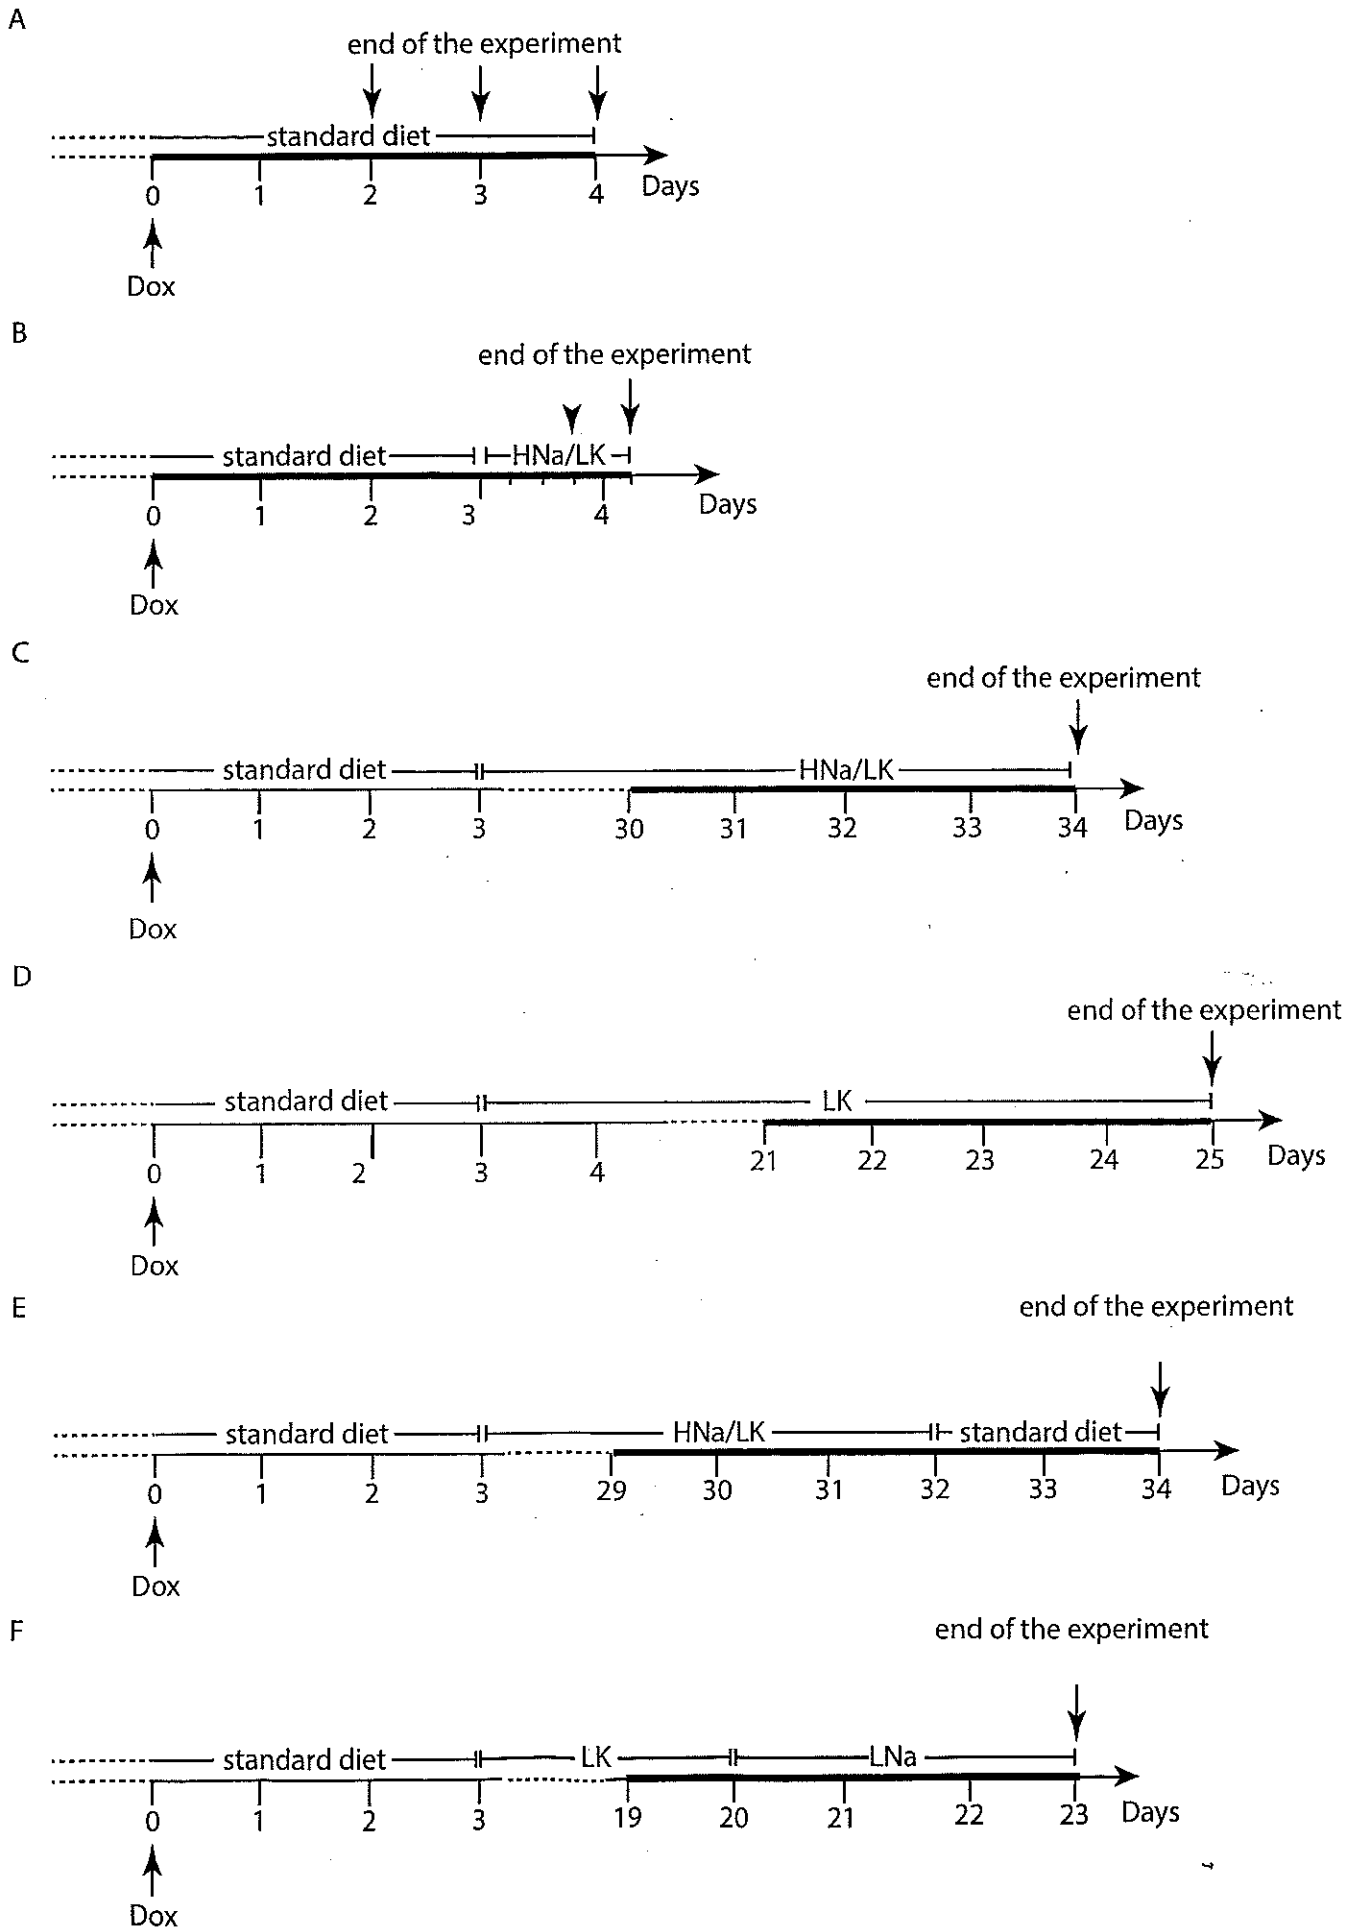 A
end of the experiment
standard diet
0 1 2 3 4 Days
Dox
B
end of the experiment
standard diet HNa/LK
0 1 2 3 4 Days
Dox
C
end of the experiment
standard diet HNa/LK
0 1 2 3 30 31 32 33 34 Days
Dox
D
end of the experiment
standard diet LK
0 1 2 3 4 21 22 23 24 25 Days
Dox
E
end of the experiment
standard diet HNa/LK standard diet
0 1 2 3 29 30 31 32 33 34 Days
Dox
F
end of the experiment
standard diet LK LNa
0 1 2 3 19 20 21 22 23 Days
Dox